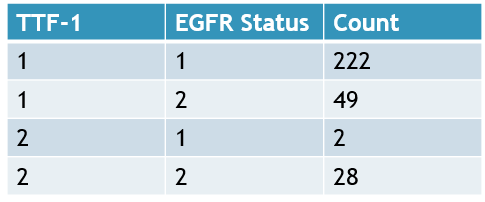 TTF-1 EGFR Status Count
1 1 222
1 2 49
2 1 2
2 2 28